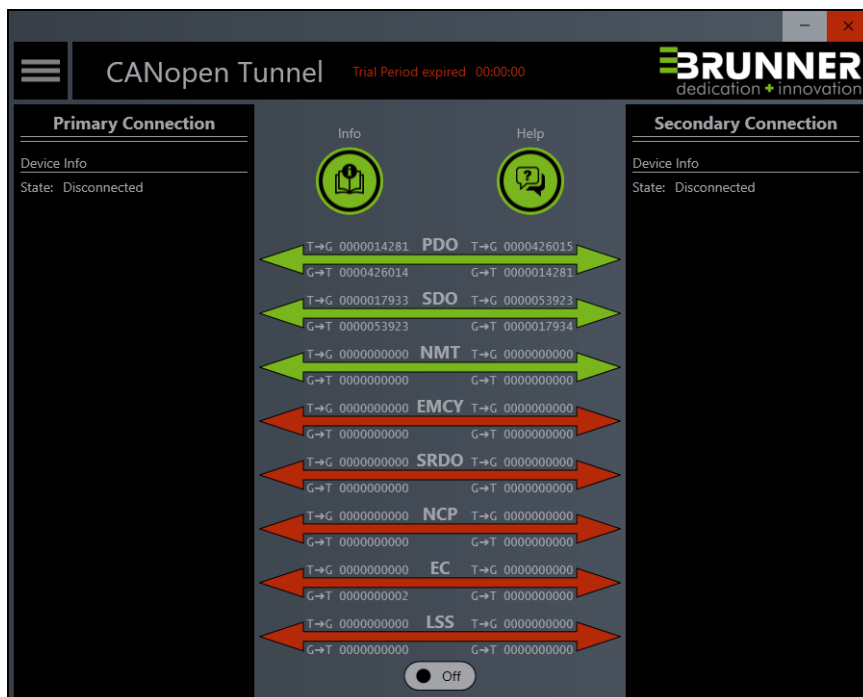 CANopen Tunnel Trial Period expired 00:00:00
BRUNNER
dedication + innovation
Primary Connection
Device Info
State: Disconnected
Info
Help
T→G 0000014281 PDO T→G 0000426015
G→T 0000426014 G→T 0000014281
T→G 0000017933 SDO T→G 0000053923
G→T 0000053923 G→T 0000017934
T→G 0000000000 NMT T→G 0000000000
G→T 0000000000 G→T 0000000000
T→G 0000000000 EMCY T→G 0000000000
G→T 0000000000 G→T 0000000000
T→G 0000000000 SRDO T→G 0000000000
G→T 0000000000 G→T 0000000000
T→G 0000000000 NCP T→G 0000000000
G→T 0000000000 G→T 0000000000
T→G 0000000000 EC T→G 0000000000
G→T 0000000002 G→T 0000000000
T→G 0000000000 LSS T→G 0000000000
G→T 0000000000 G→T 0000000000
Off
Secondary Connection
Device Info
State: Disconnected